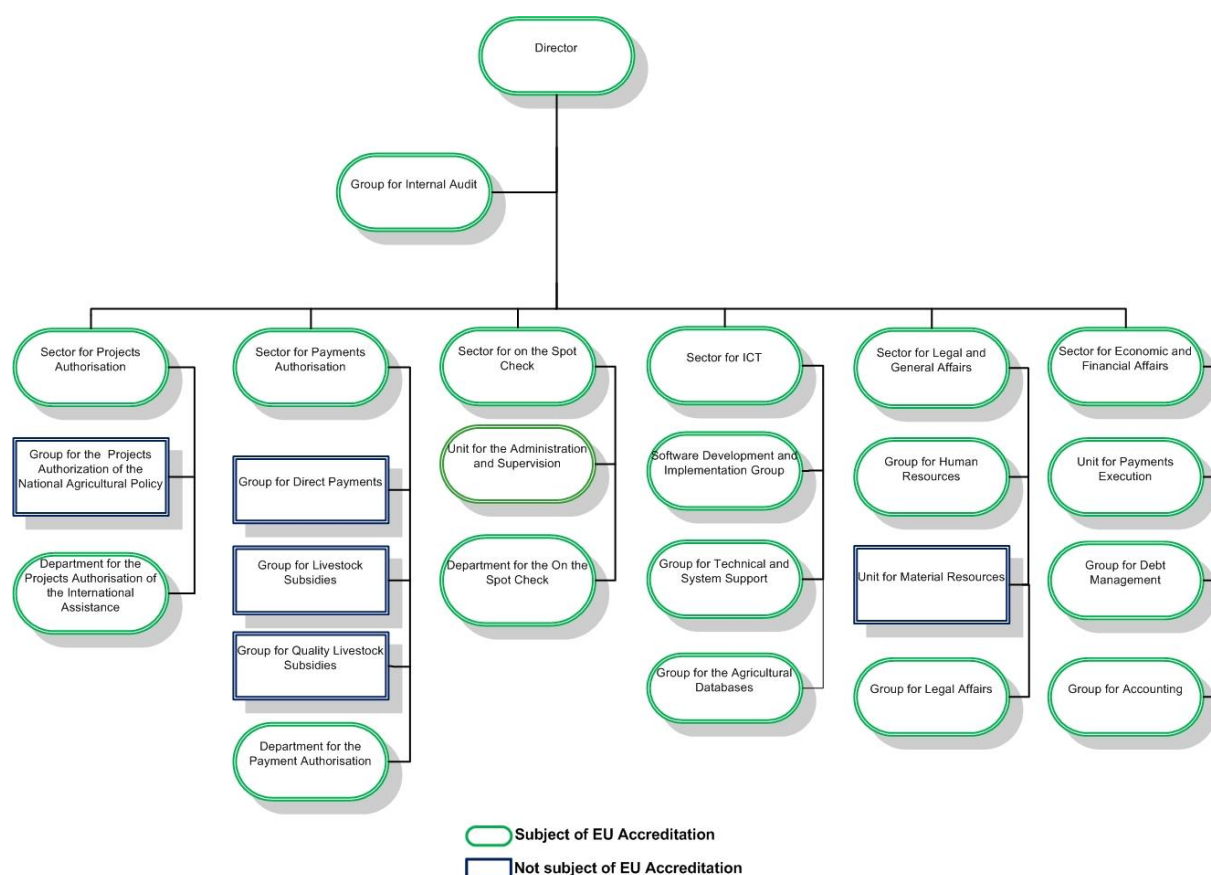 Director
Group for Internal Audit
Sector for Projects
Authorisation
Group for the Projects
Authorization of the
National Agricultural Policy
Department for the
Projects Authorisation of
the International
Assistance
Sector for Payments
Authorisation
Group for Direct Payments
Group for Livestock
Subsidies
Group for Quality Livestock
Subsidies
Department for the
Payment Authorisation
Sector for on the Spot
Check
Unit for the Administration
and Supervision
Department for the On the
Spot Check
Sector for ICT
Software Development and
Implementation Group
Group for Technical and
System Support
Group for the Agricultural
Databases
Sector for Legal and
General Affairs
Group for Human
Resources
Unit for Material Resources
Group for Legal Affairs
Sector for Economic and
Financial Affairs
Unit for Payments
Execution
Group for Debt
Management
Group for Accounting
Subject of EU Accreditation
Not subject of EU Accreditation